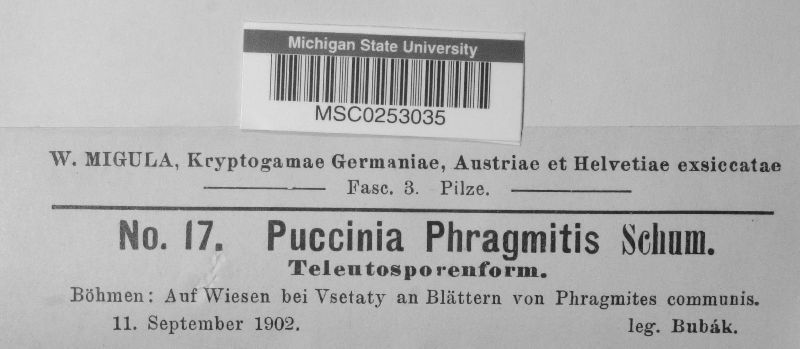 Michigan State University
MSC0253035
W. MIGULA, Kryptogamae Germaniae, Austriae et Helvetiae exsiccatae
Fasc. 3. Pilze.
No. 17. Puccinia Phragmitis Schum.
Teleutosporenform.
Böhmen: Auf Wiesen bei Vsetaty an Blättern von Phragmites communis.
11. September 1902. leg. Bubák.